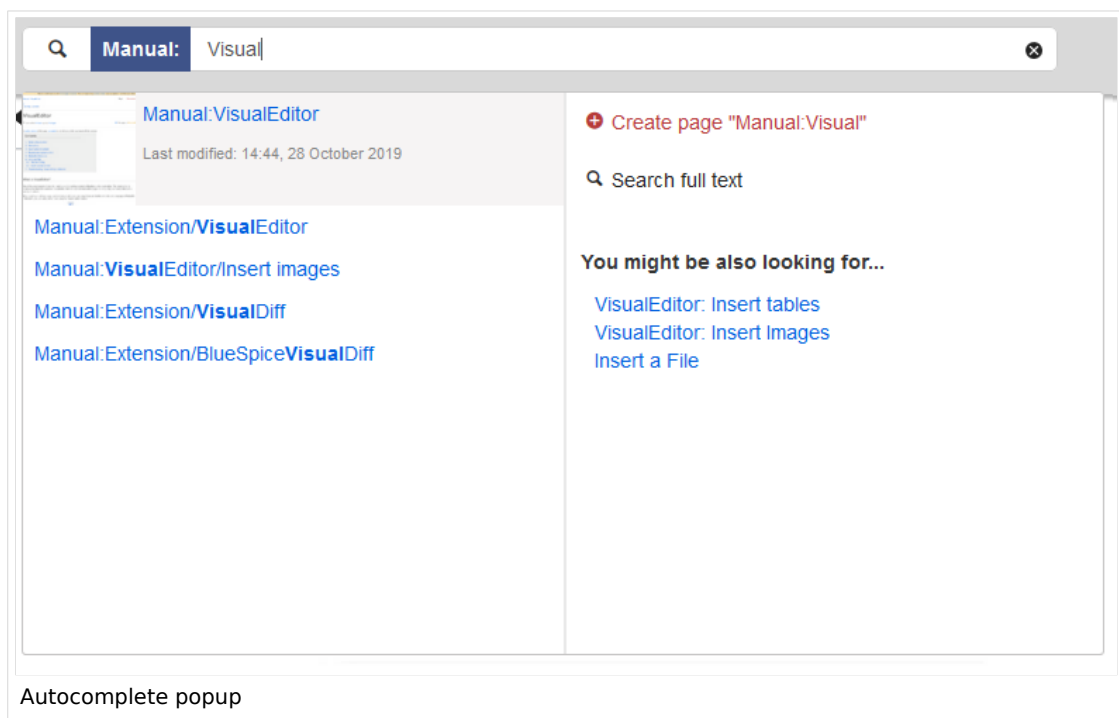 Manual: Visual
Manual:VisualEditor
Last modified: 14:44, 28 October 2019
Manual:Extension/VisualEditor
Manual:VisualEditor/Insert images
Manual:Extension/VisualDiff
Manual:Extension/BlueSpiceVisualDiff
Create page "Manual:Visual"
Search full text
You might be also looking for...
VisualEditor: Insert tables
VisualEditor: Insert Images
Insert a File
Autocomplete popup